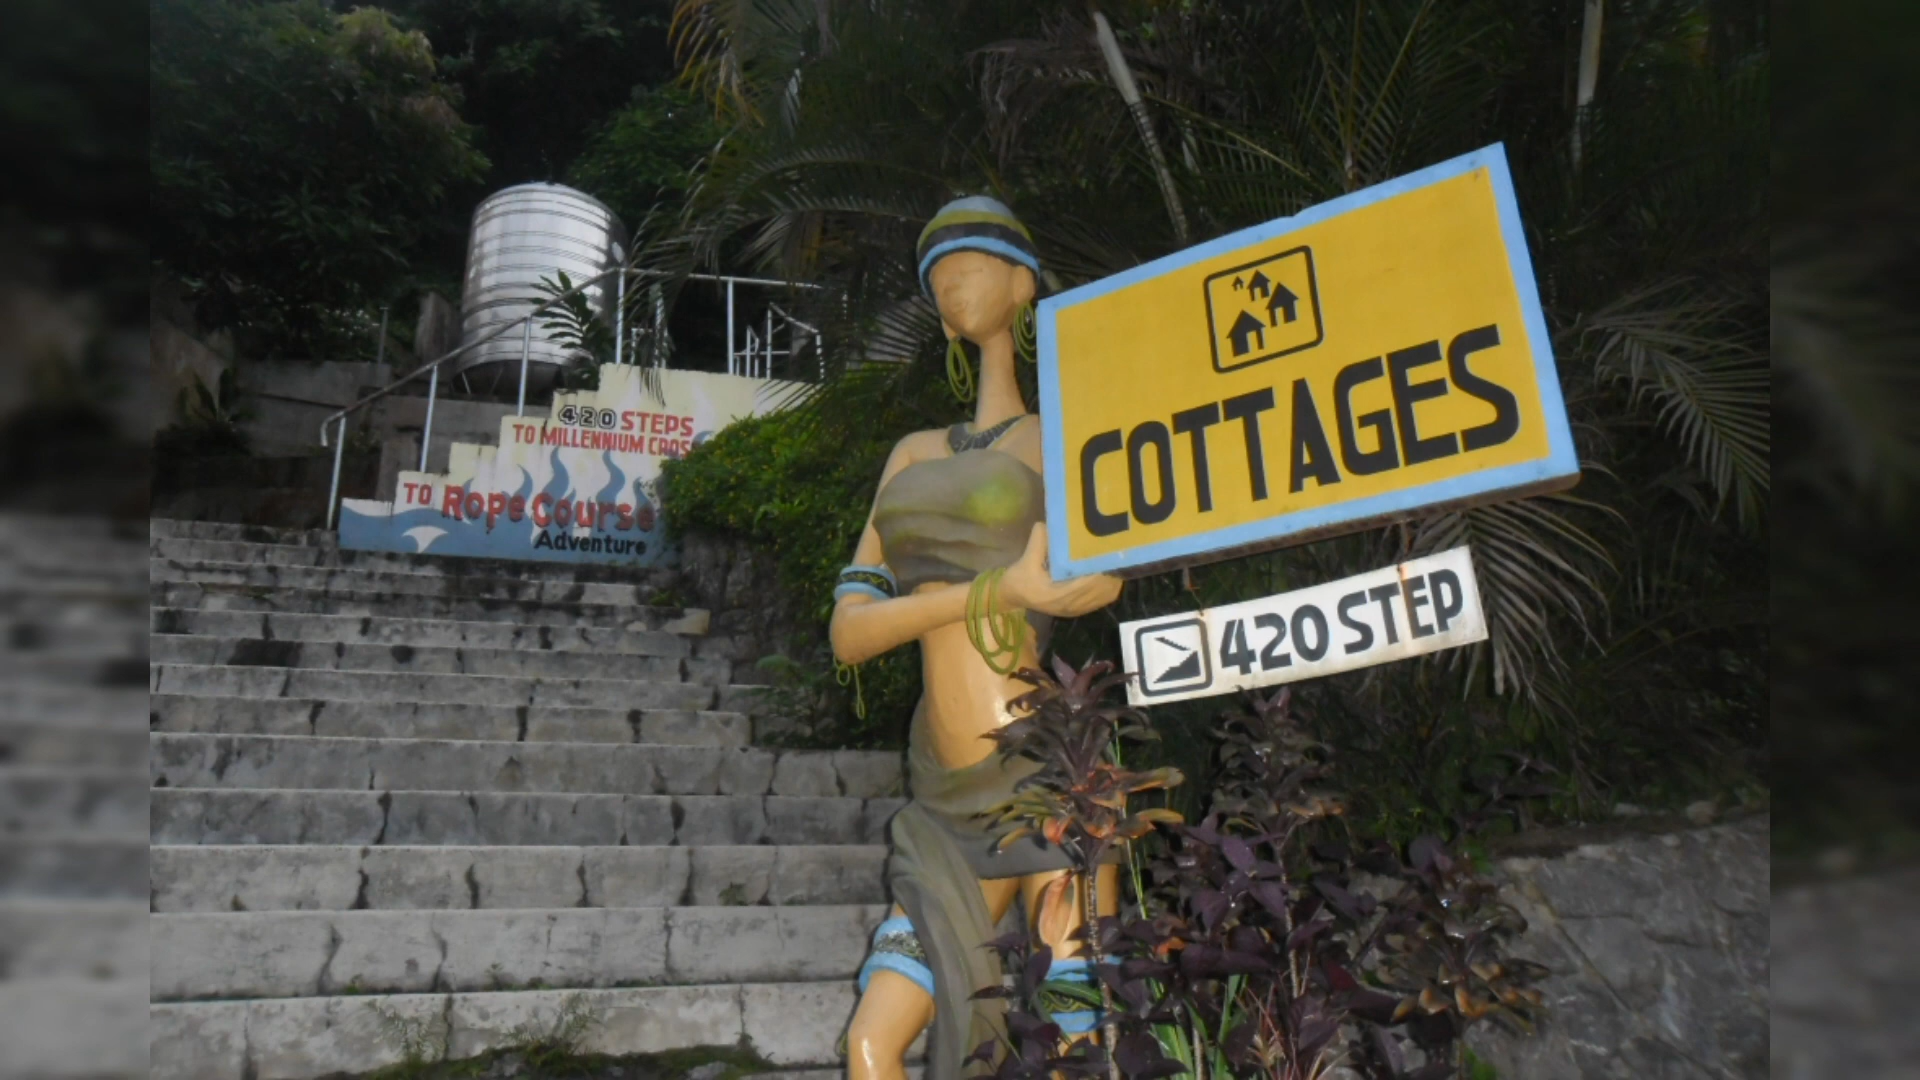 420 STEPS
TO MILLENNIUM CROS
TO Rope Course
Adventure
COTTAGES
420 STEP